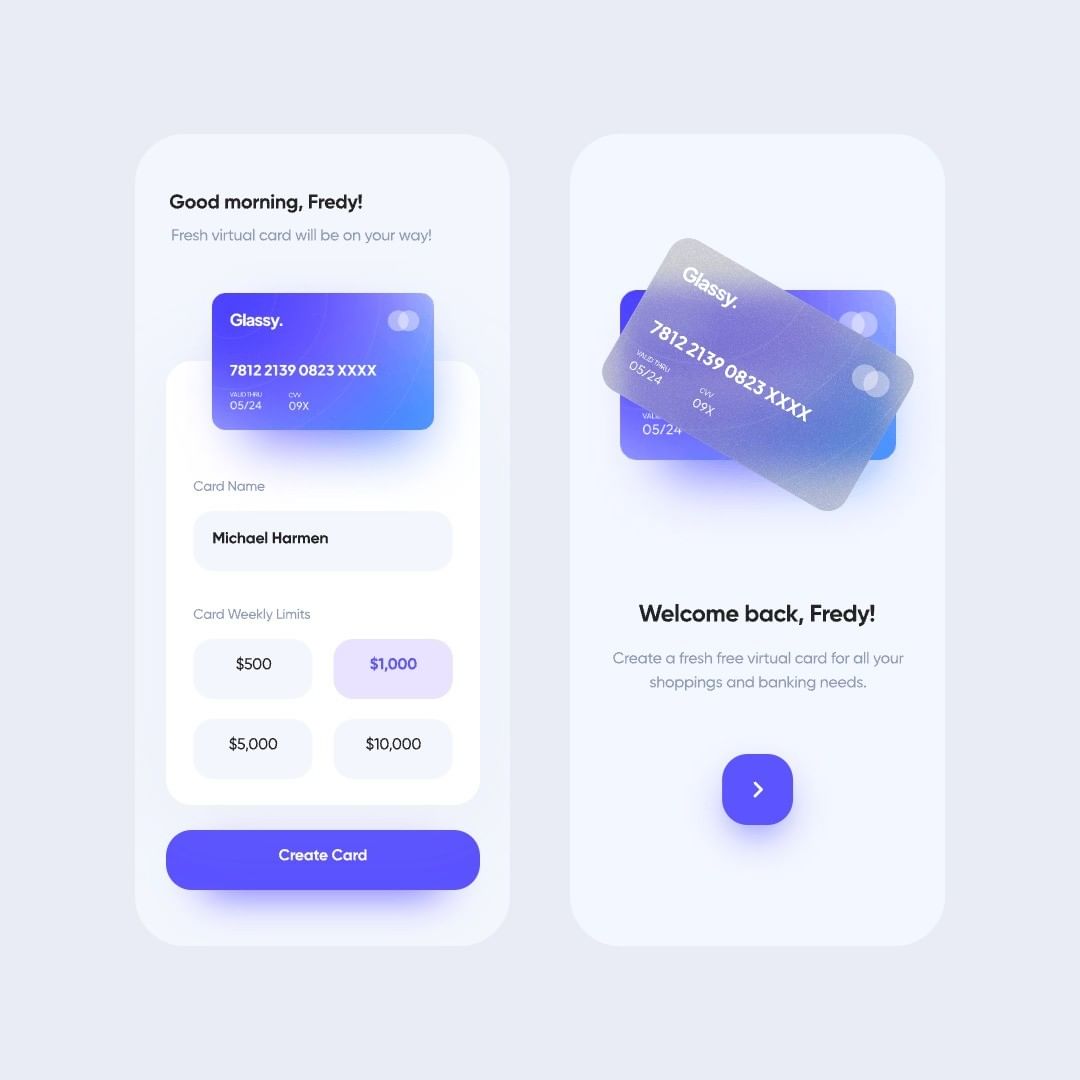 Good morning, Fredy!
Fresh virtual card will be on your way!
Glassy.
7812 2139 0823 XXXX
VALID THRU
CVV
05/24
09X
Card Name
Michael Harmen
Card Weekly Limits
$500
$1,000
$5,000
$10,000
Create Card
Glassy.
7812 2139 0823 XXXX
VALID THRU
05/24
CVV
09X
05/24
Welcome back, Fredy!
Create a fresh free virtual card for all your
shoppings and banking needs.